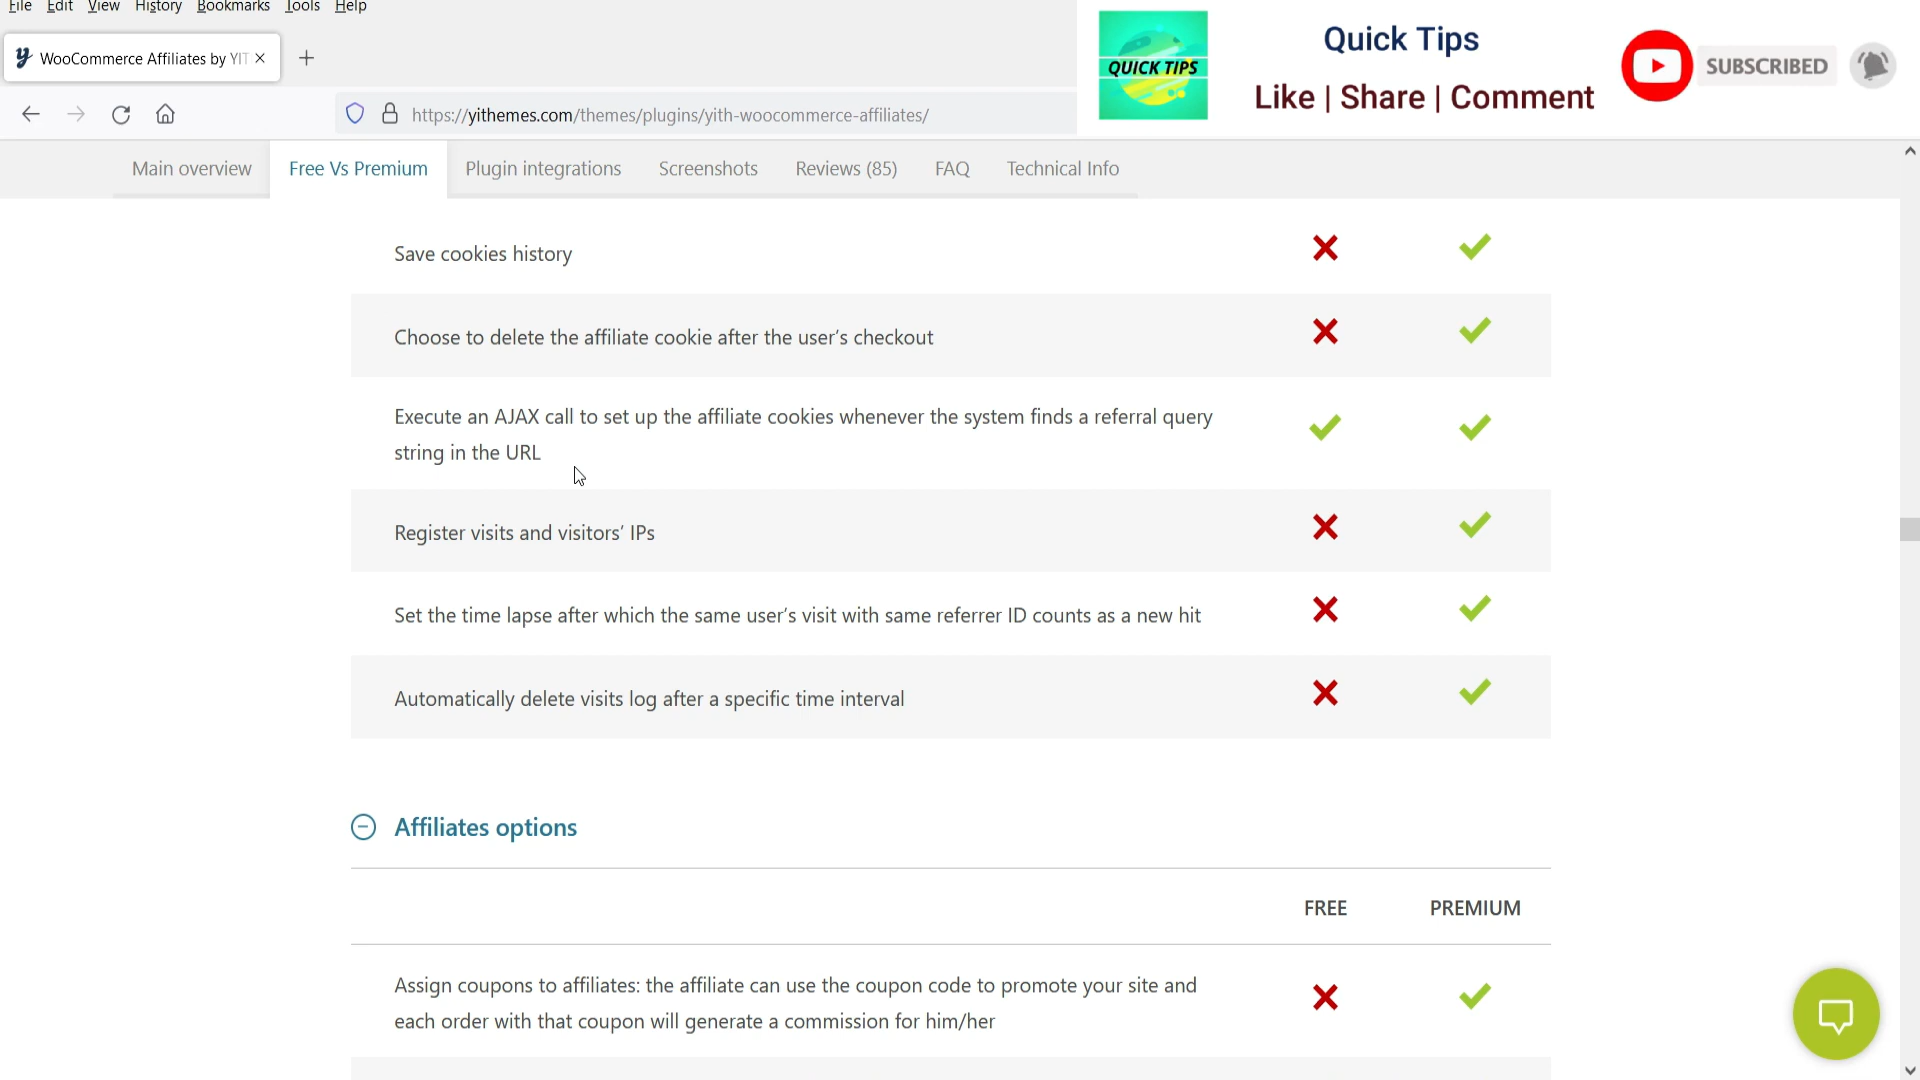 File Edit View History Bookmarks Tools Help
WooCommerce Affiliates by YIT
https://yithemes.com/themes/plugins/yith-woocommerce-affiliates/
QUICK TIPS
Quick Tips
Like | Share | Comment
SUBSCRIBED
Main overview Free Vs Premium Plugin integrations Screenshots Reviews (85) FAQ Technical Info
Save cookies history
Choose to delete the affiliate cookie after the user's checkout
Execute an AJAX call to set up the affiliate cookies whenever the system finds a referral query
string in the URL
Register visits and visitors' IPs
Set the time lapse after which the same user's visit with same referrer ID counts as a new hit
Automatically delete visits log after a specific time interval
Affiliates options
FREE PREMIUM
Assign coupons to affiliates: the affiliate can use the coupon code to promote your site and
each order with that coupon will generate a commission for him/her